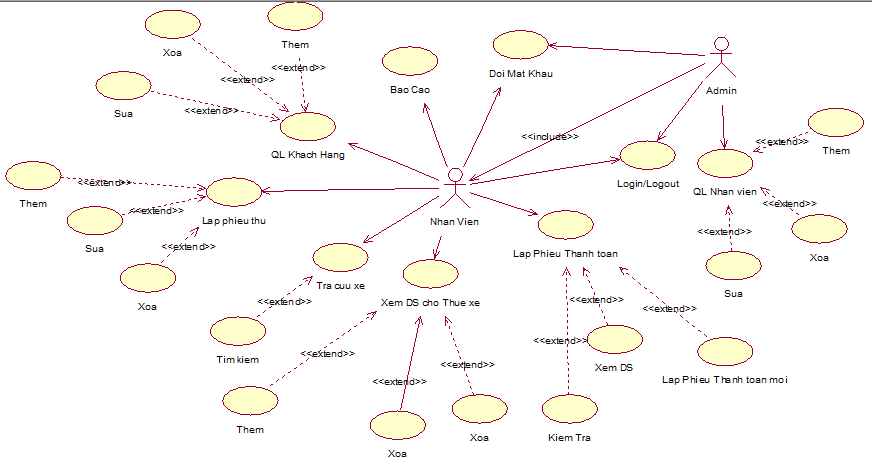 Xoa
Them
<<extend>>
<<extend>>
Sua
<<extend>>
QL Khach Hang
Bao Cao
Doi Mat Khau
Admin
<<include>>
Login/Logout
<<extend>>
Them
QL Nhan vien
<<extend>>
Xoa
<<extend>>
Sua
Them
<<extend>>
Sua
<<extend>>
Lap phieu thu
<<extend>>
Xoa
Nhan Vien
Tra cuu xe
<<extend>>
Tim kiem
Xem DS cho Thue xe
<<extend>>
Them
<<extend>>
Xoa
<<extend>>
Xoa
Lap Phieu Thanh toan
<<extend>>
Kiem Tra
<<extend>>
Xem DS
<<extend>>
Lap Phieu Thanh toan moi